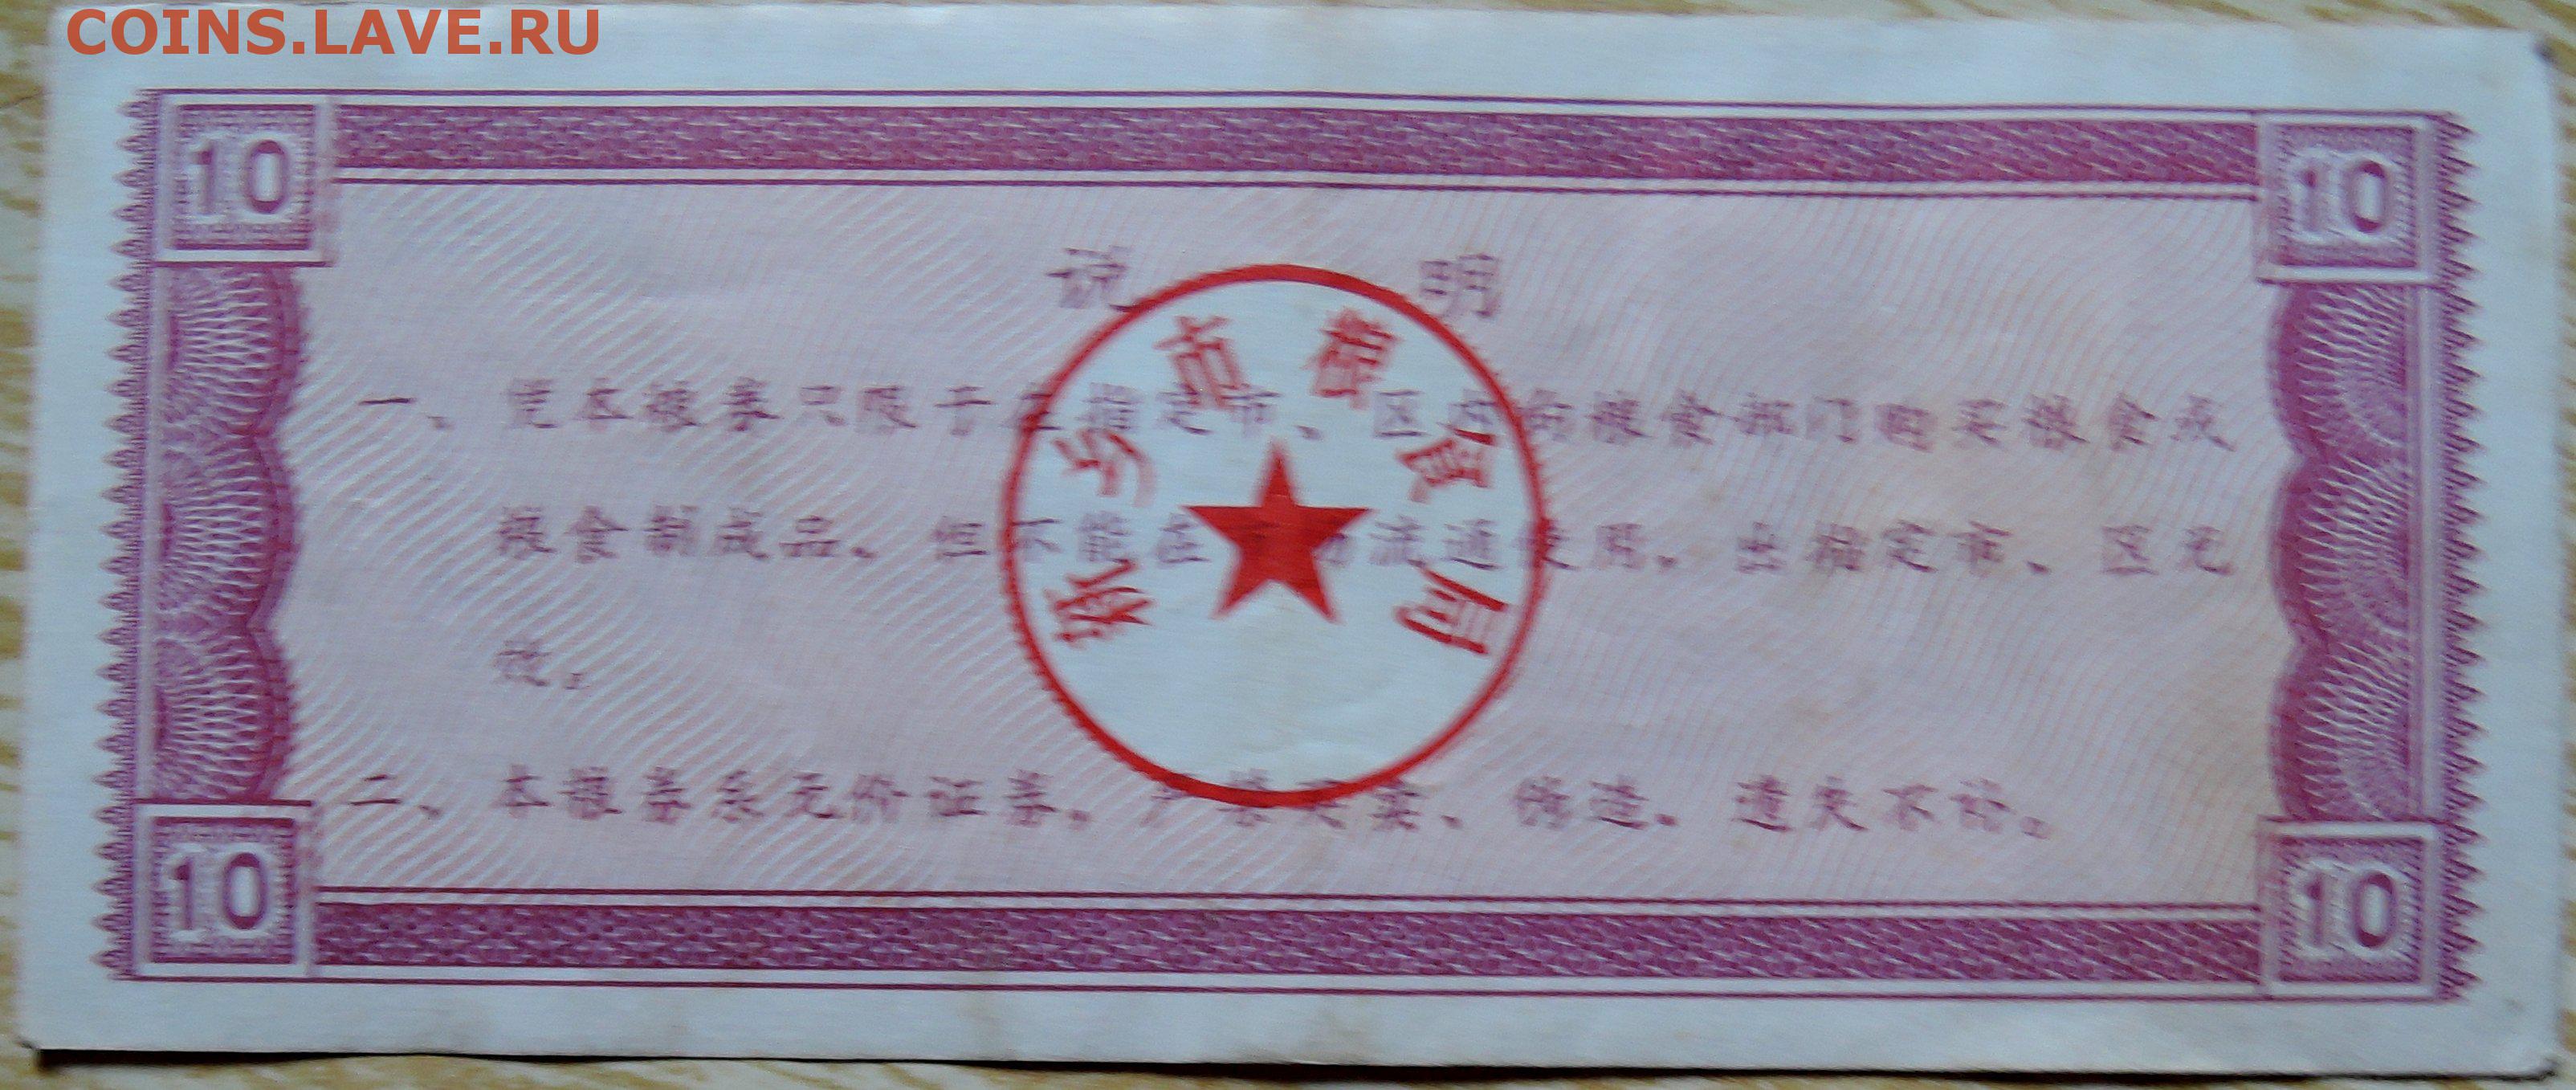 COINS.LAVE.RU
10 10
说 明
一、凭本粮券只限于在指定市、区内的粮食部门购买粮食或
粮食制成品,但不能在市场流通使用。出指定市、区无
效。
二、本粮券系无价证券,严禁买卖、伪造。遗失不补。
新乡市粮食局
10 10